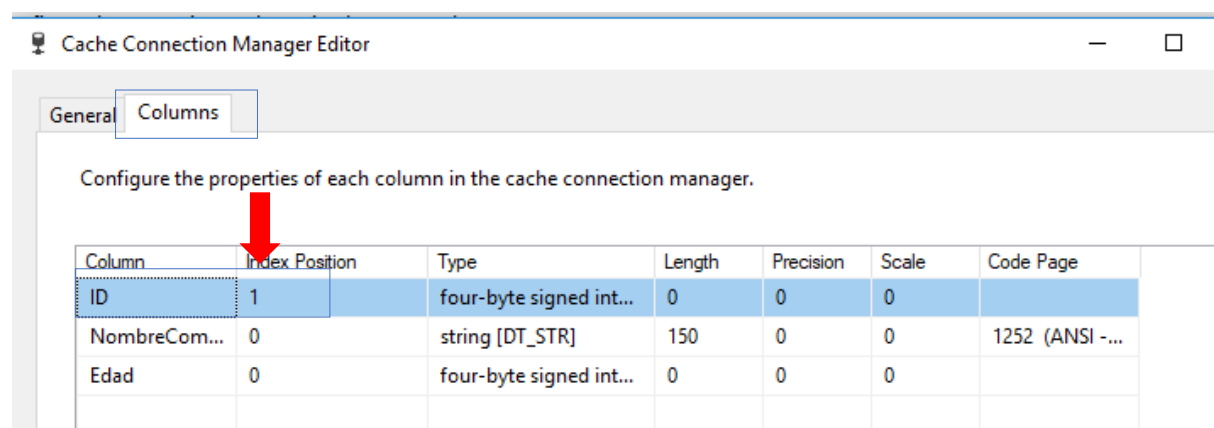 Cache Connection Manager Editor
General Columns
Configure the properties of each column in the cache connection manager.
Column Index Position Type Length Precision Scale Code Page
ID 1 four-byte signed int... 0 0 0
NombreCom... 0 string [DT_STR] 150 0 0 1252 (ANSI -...
Edad 0 four-byte signed int... 0 0 0